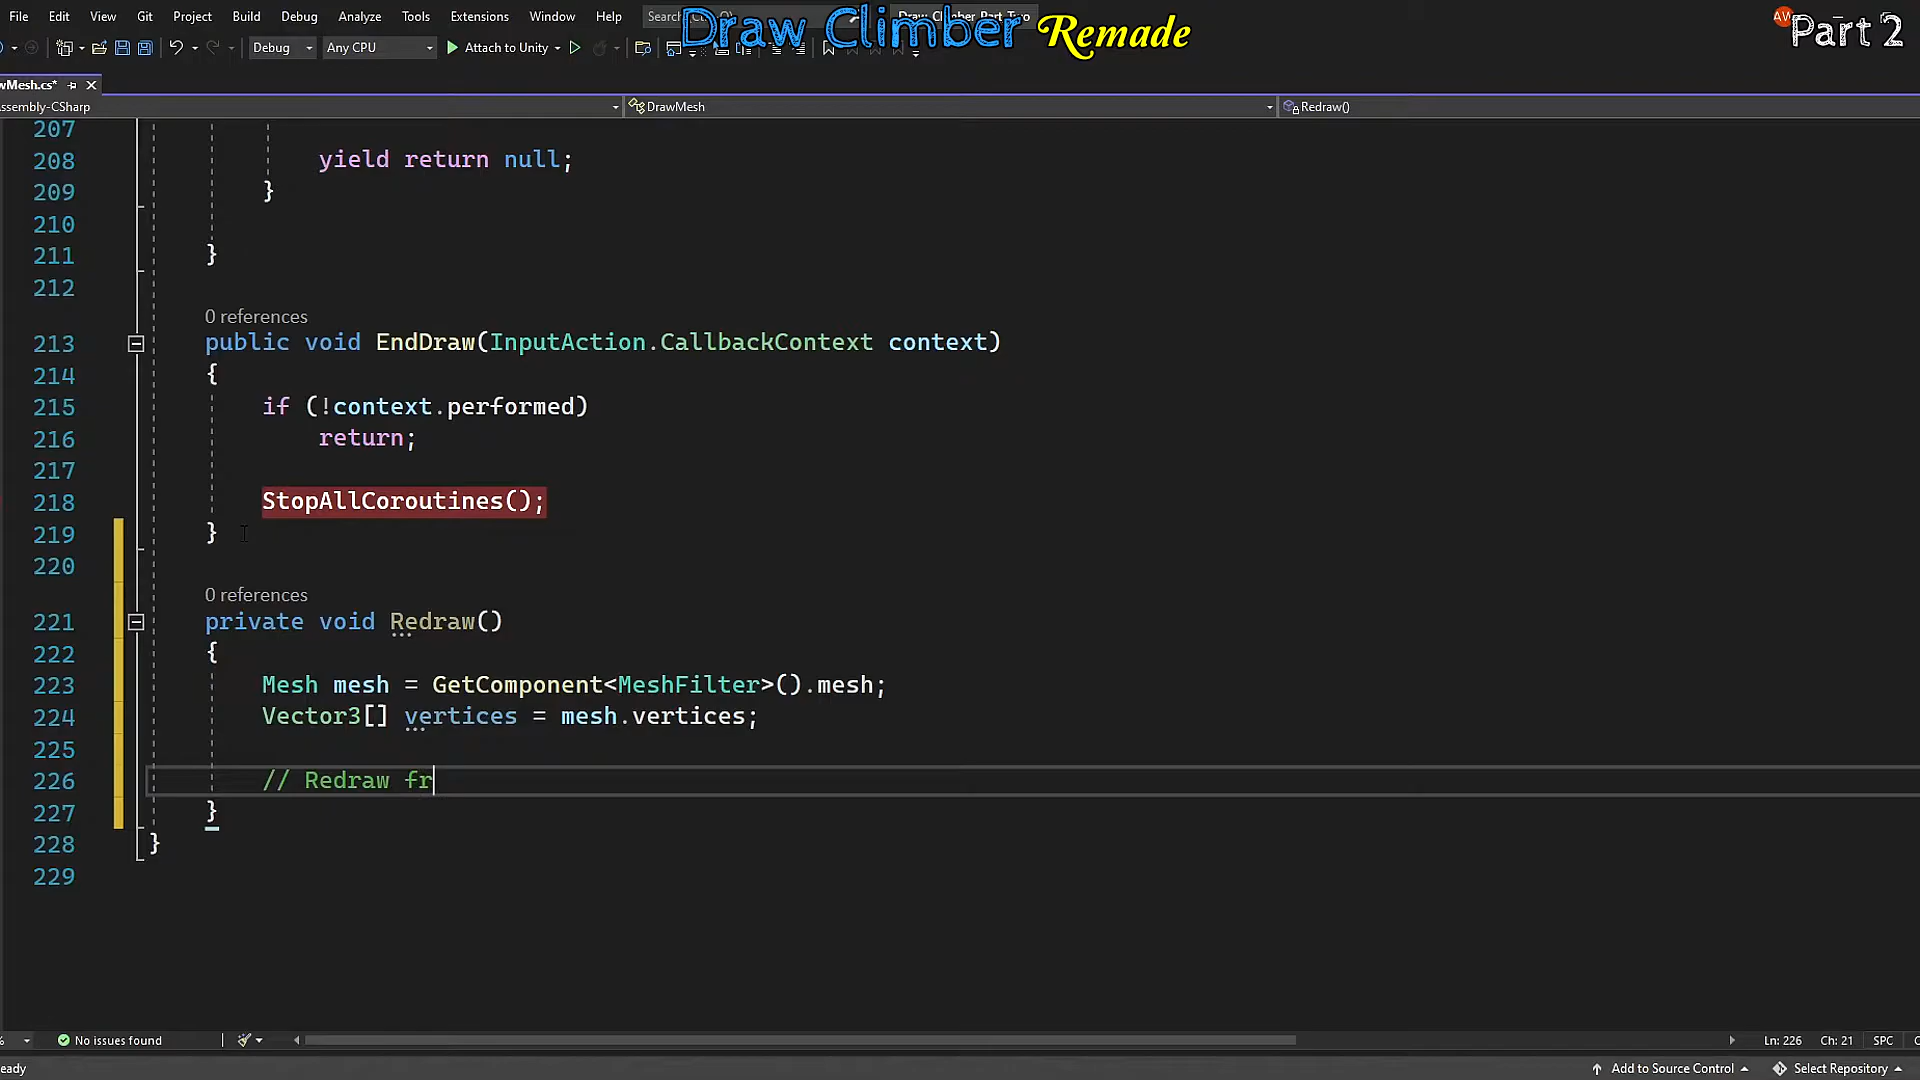 File Edit View Git Project Build Debug Analyze Tools Extensions Window Help
Draw Climber Remade
Part 2
Debug Any CPU Attach to Unity
wMesh.cs*
ssembly-CSharp DrawMesh Redraw()
207
208 yield return null;
209 }
210
211 }
212
0 references
213 public void EndDraw(InputAction.CallbackContext context)
214 {
215 if (!context.performed)
216 return;
217
218 StopAllCoroutines();
219 }
220
0 references
221 private void Redraw()
222 {
223 Mesh mesh = GetComponent<MeshFilter>().mesh;
224 Vector3[] vertices = mesh.vertices;
225
226 // Redraw fr
227 }
228 }
229
% No issues found Ln: 226 Ch: 21 SPC
eady Add to Source Control Select Repository